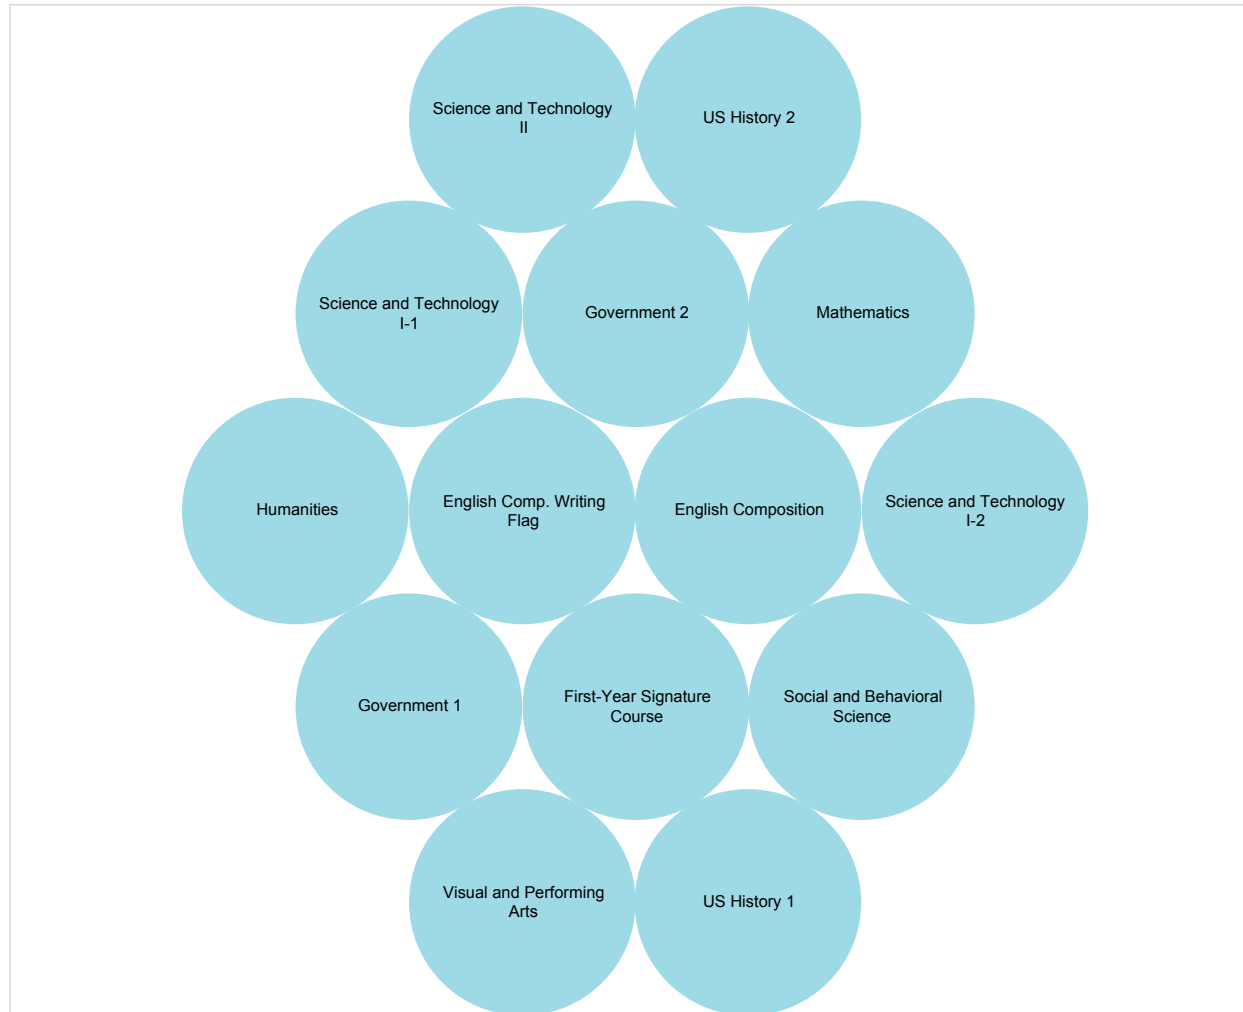 Science and Technology
II
US History 2
Science and Technology
I-1
Government 2
Mathematics
Humanities
English Comp. Writing
Flag
English Composition
Science and Technology
I-2
Government 1
First-Year Signature
Course
Social and Behavioral
Science
Visual and Performing
Arts
US History 1